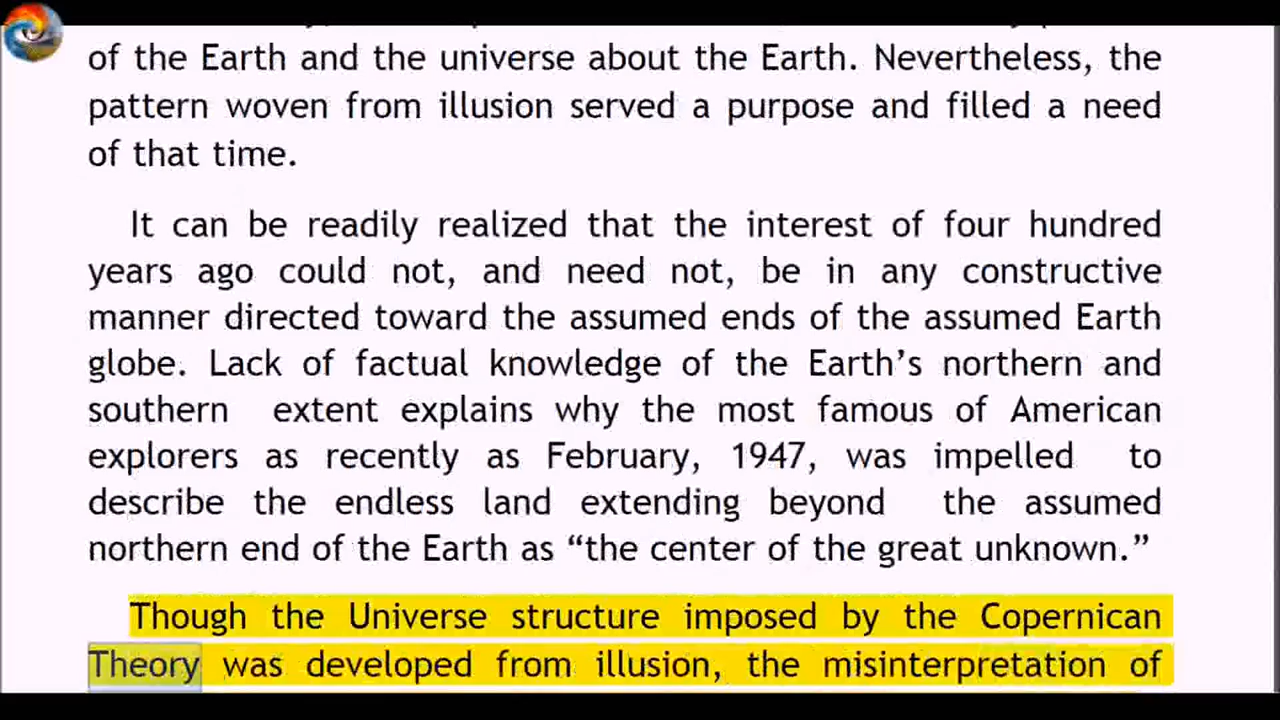 of the Earth and the universe about the Earth. Nevertheless, the
pattern woven from illusion served a purpose and filled a need
of that time.
It can be readily realized that the interest of four hundred
years ago could not, and need not, be in any constructive
manner directed toward the assumed ends of the assumed Earth
globe. Lack of factual knowledge of the Earth’s northern and
southern extent explains why the most famous of American
explorers as recently as February, 1947, was impelled to
describe the endless land extending beyond the assumed
northern end of the Earth as “the center of the great unknown.”
Though the Universe structure imposed by the Copernican
Theory was developed from illusion, the misinterpretation of